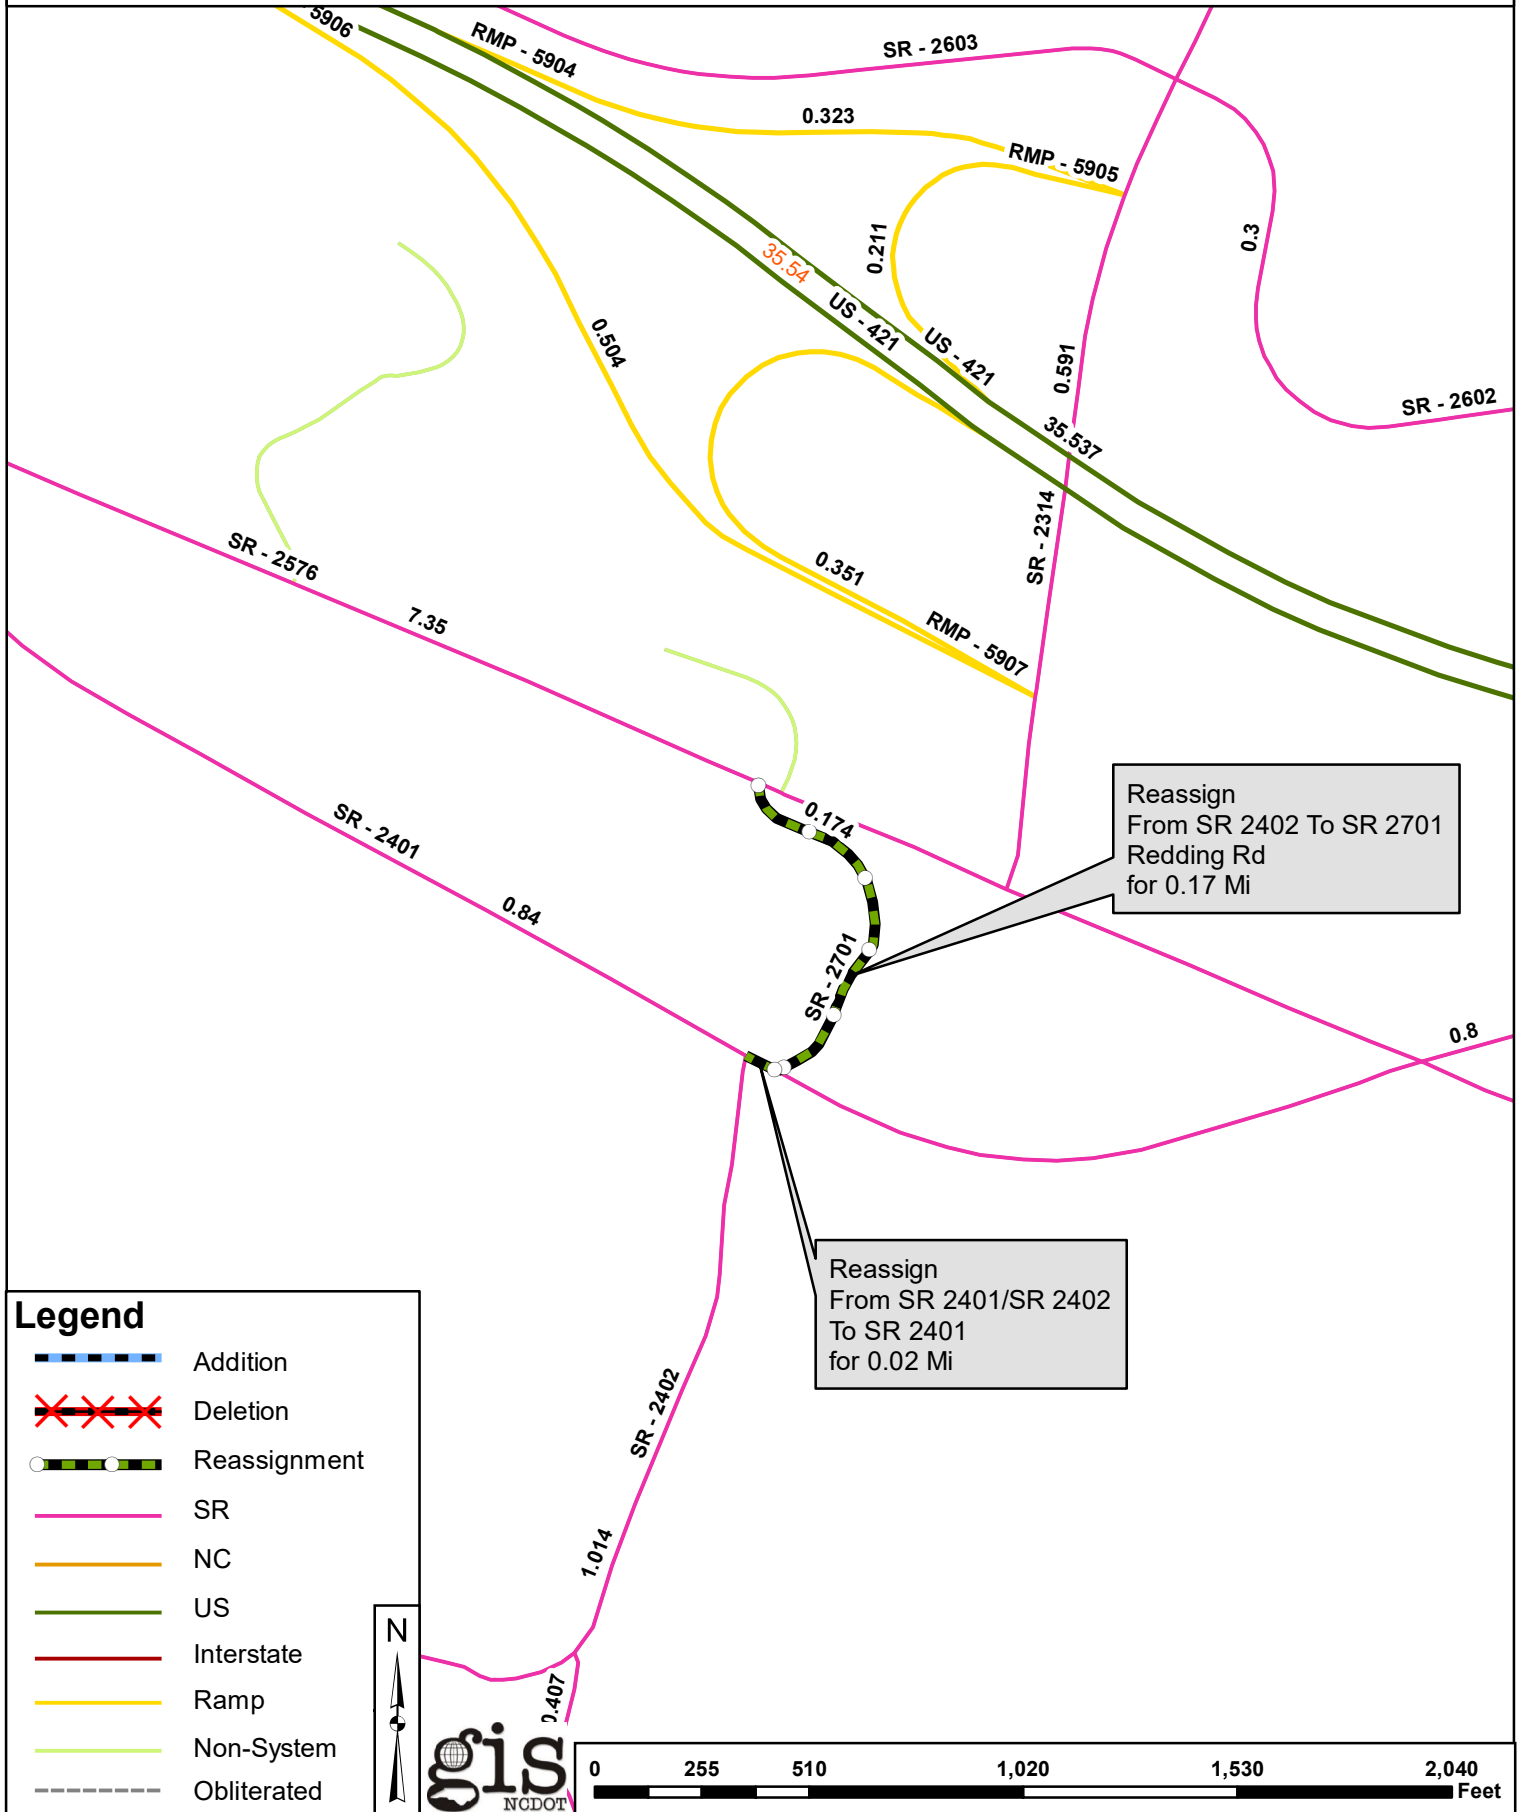 5906
RMP - 5904
SR - 2603
0.323
RMP - 5905
0.211
0.3
35.54
US - 421
US - 421
0.504
0.591
SR - 2602
35.537
SR - 2314
SR - 2576
0.351
7.35
RMP - 5907
0.174
SR - 2401
0.84
SR - 2701
Reassign
From SR 2402 To SR 2701
Redding Rd
for 0.17 Mi
0.8
Reassign
From SR 2401/SR 2402
To SR 2401
for 0.02 Mi
SR - 2402
1.014
0.407
Legend
Addition
Deletion
Reassignment
SR
NC
US
Interstate
Ramp
Non-System
Obliterated
N
gis
NCDOT
0 255 510 1,020 1,530 2,040
Feet